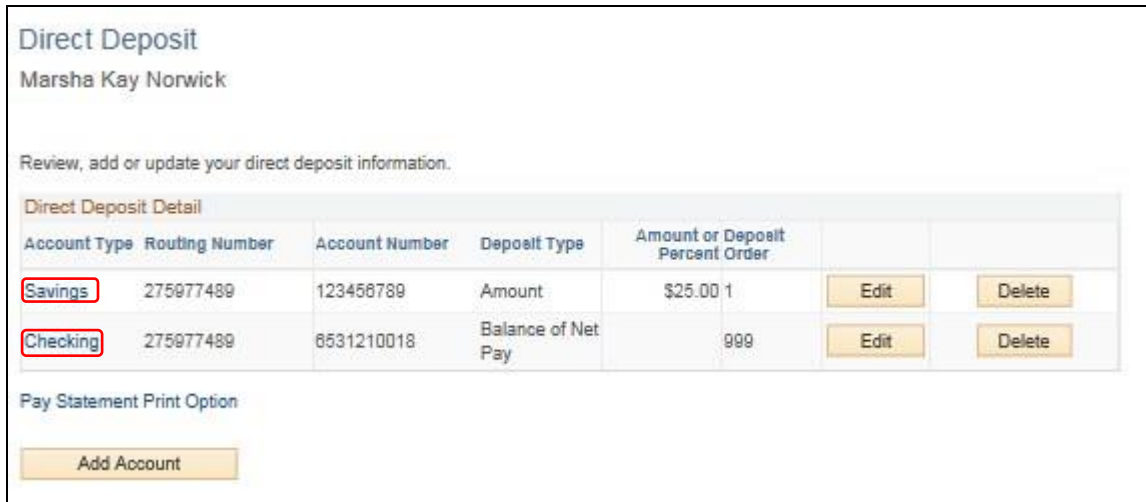 Direct Deposit
Marsha Kay Norwick
Review, add or update your direct deposit information.
Direct Deposit Detail
Account Type Routing Number Account Number Deposit Type Amount or Percent Deposit Order
Savings 275977489 123456789 Amount $25.00 1 Edit Delete
Checking 275977489 6531210018 Balance of Net Pay 999 Edit Delete
Pay Statement Print Option
Add Account